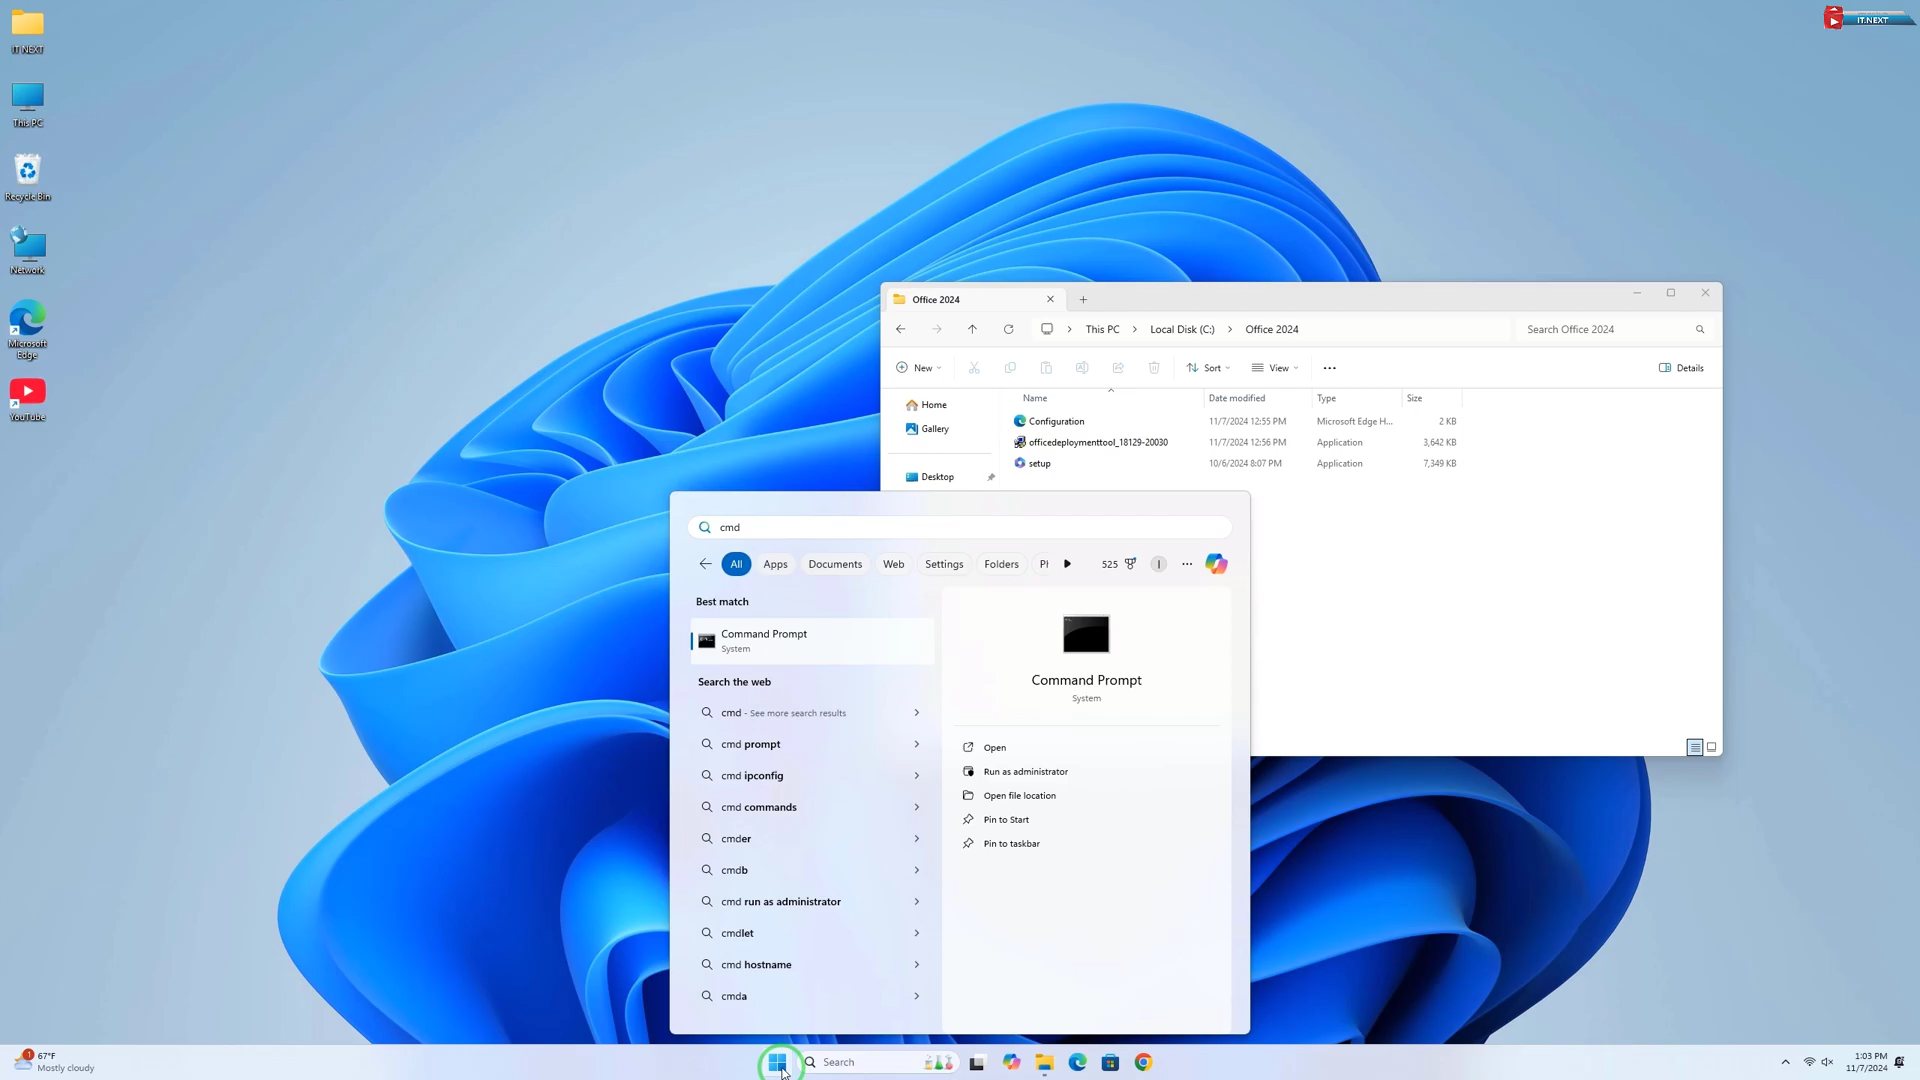 IT NEXT
This PC
Recycle Bin
Network
Microsoft
Edge
YouTube
IT.NEXT
Office 2024
This PC
Local Disk (C:)
Office 2024
Search Office 2024
New
Sort
View
Details
Name
Date modified
Type
Size
Home
Gallery
Desktop
Configuration 11/7/2024 12:55 PM Microsoft Edge H... 2 KB
officedeploymenttool_18129-20030 11/7/2024 12:56 PM Application 3,642 KB
setup 10/6/2024 8:07 PM Application 7,349 KB
cmd
All Apps Documents Web Settings Folders 525 I
Best match
Command Prompt
System
Search the web
cmd - See more search results
cmd prompt
cmd ipconfig
cmd commands
cmder
cmdb
cmd run as administrator
cmdlet
cmd hostname
cmda
Command Prompt
System
Open
Run as administrator
Open file location
Pin to Start
Pin to taskbar
1
67°F
Mostly cloudy
Search
1:03 PM
11/7/2024